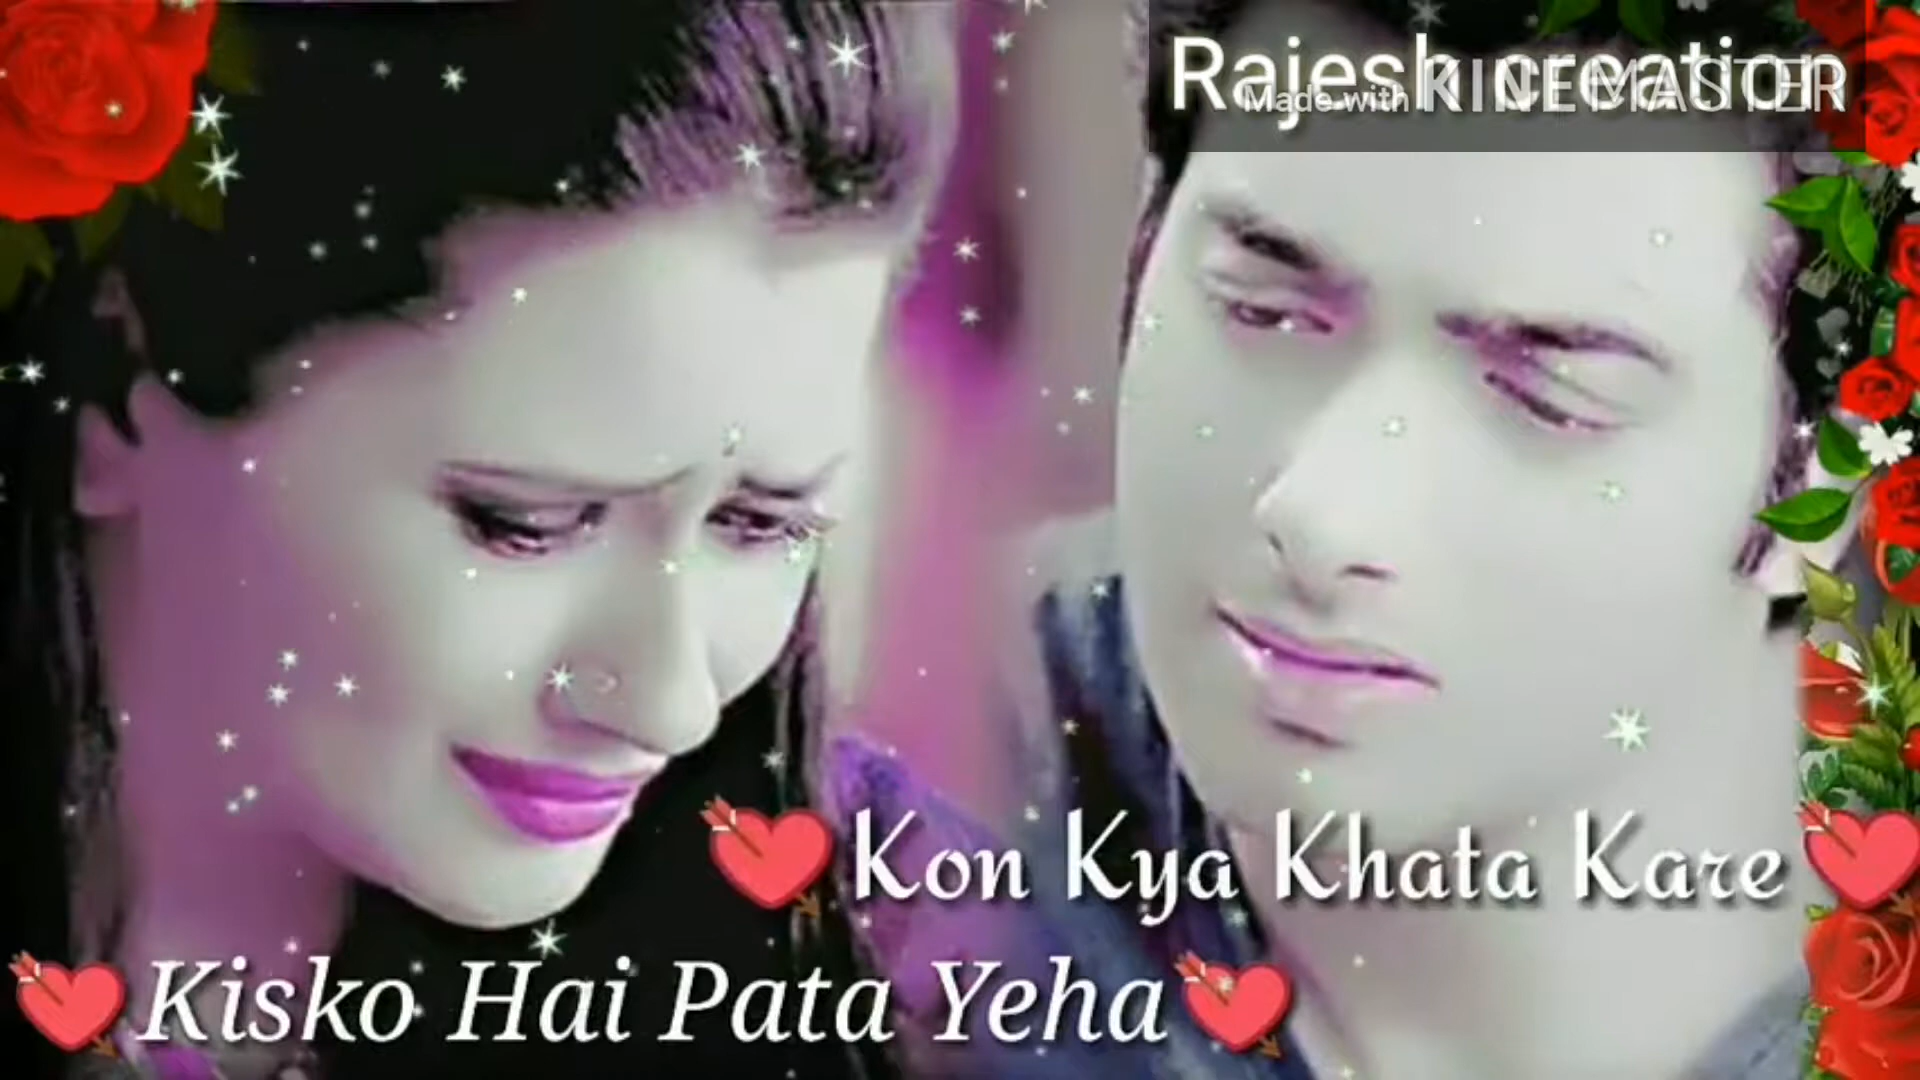 Rajesh creation
Made with KINEMASTER
Kon Kya Khata Kare
Kisko Hai Pata Yeha